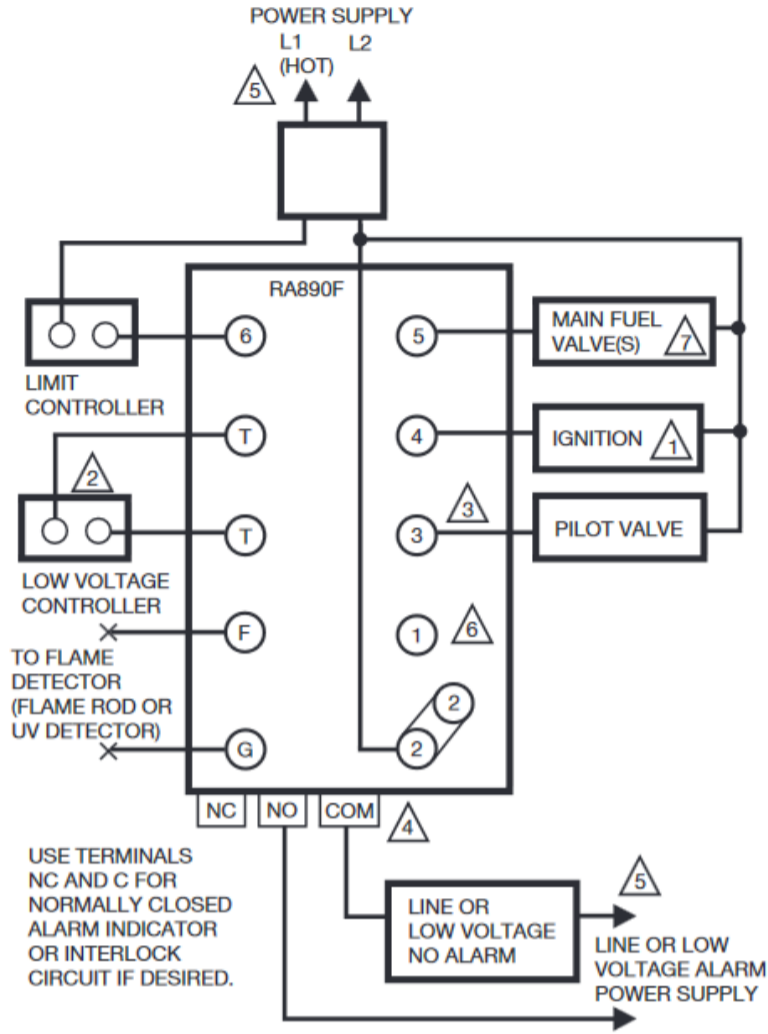 POWER SUPPLY
L1 L2
(HOT)
5
RA890F
6
5
MAIN FUEL
VALVE(S) 7
LIMIT
CONTROLLER
T
4
IGNITION 1
2
3
T
3
PILOT VALVE
LOW VOLTAGE
CONTROLLER
F
1
6
TO FLAME
DETECTOR
(FLAME ROD OR
UV DETECTOR)
2
G
2
NC NO COM
4
USE TERMINALS
NC AND C FOR
NORMALLY CLOSED
ALARM INDICATOR
OR INTERLOCK
CIRCUIT IF DESIRED.
LINE OR
LOW VOLTAGE
NO ALARM
5
LINE OR LOW
VOLTAGE ALARM
POWER SUPPLY